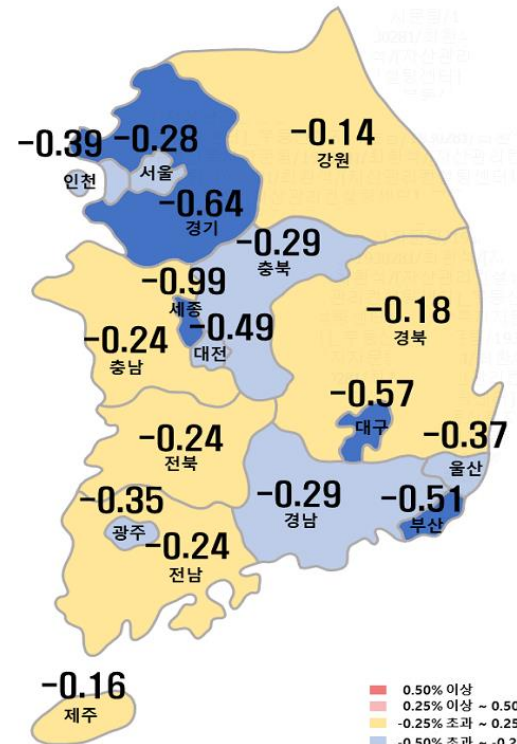 -0.39
인천
-0.28
서울
-0.14
강원
-0.64
경기
-0.29
충북
-0.99
세종
-0.18
경북
-0.24
충남
-0.49
대전
-0.57
대구
-0.37
울산
-0.24
전북
-0.35
광주
-0.29
경남
-0.51
부산
-0.24
전남
-0.16
제주
0.50% 이상
0.25% 이상 ~ 0.50
-0.25% 초과 ~ 0.25